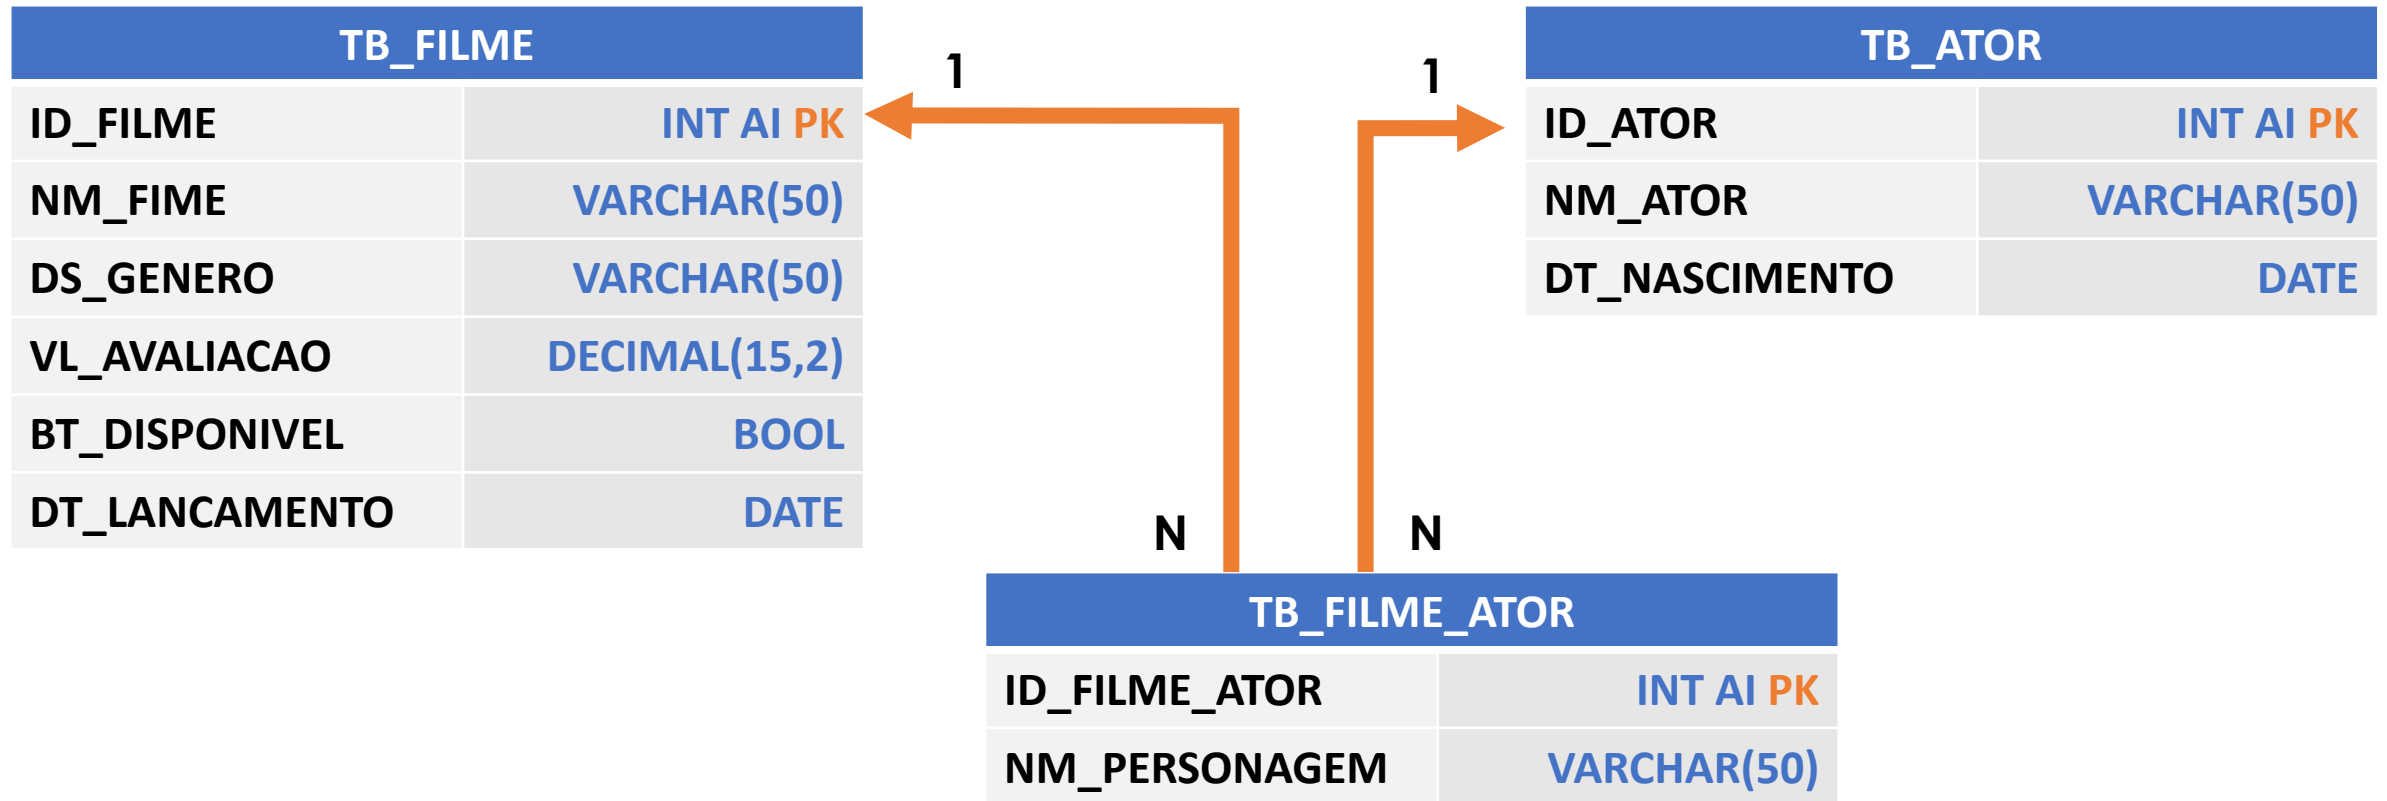 TB_FILME
ID_FILME INT AI PK
NM_FIME VARCHAR(50)
DS_GENERO VARCHAR(50)
VL_AVALIACAO DECIMAL(15,2)
BT_DISPONIVEL BOOL
DT_LANCAMENTO DATE
1
1
TB_ATOR
ID_ATOR INT AI PK
NM_ATOR VARCHAR(50)
DT_NASCIMENTO DATE
N
N
TB_FILME_ATOR
ID_FILME_ATOR INT AI PK
NM_PERSONAGEM VARCHAR(50)